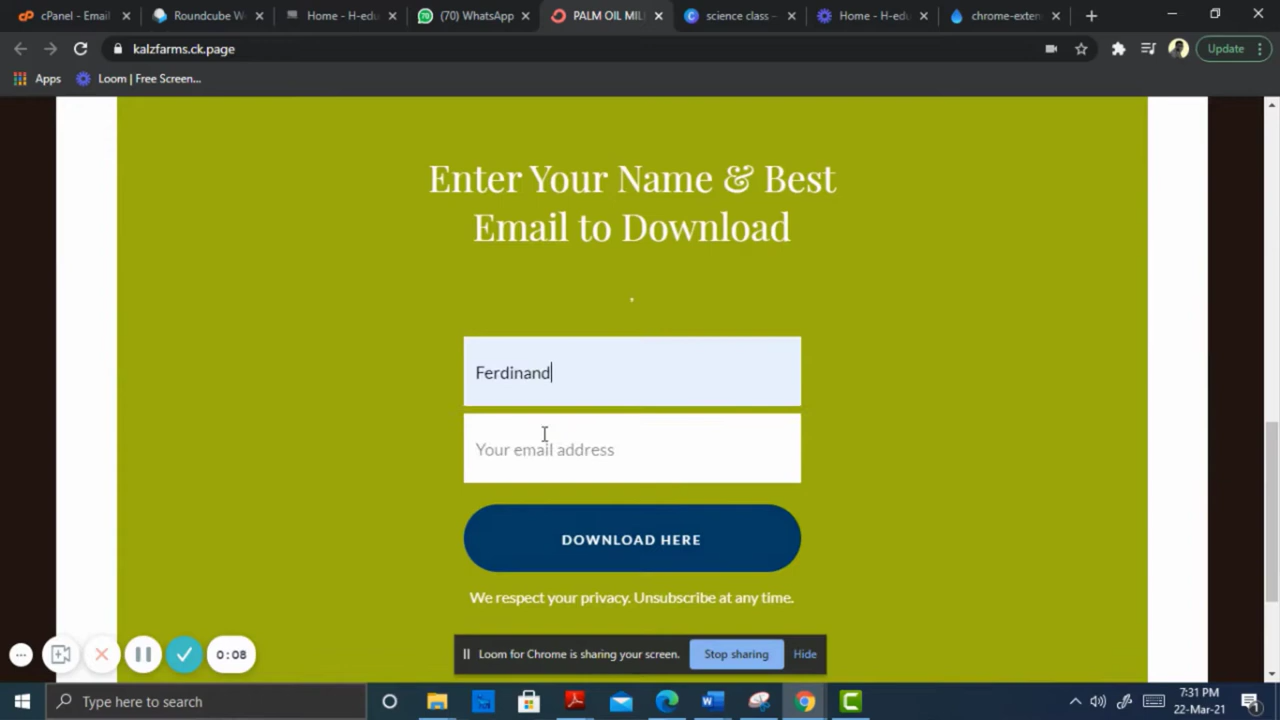 cPanel - Email
Roundcube W
Home - H-edu
(70) WhatsApp
PALM OIL MIL
science class –
Home - H-edu
chrome-exten
kalzfarms.ck.page
Update
Apps
Loom | Free Screen...
Enter Your Name & Best
Email to Download
,
Ferdinand
Your email address
DOWNLOAD HERE
We respect your privacy. Unsubscribe at any time.
0:08
Loom for Chrome is sharing your screen.
Stop sharing
Hide
Type here to search
7:31 PM
22-Mar-21